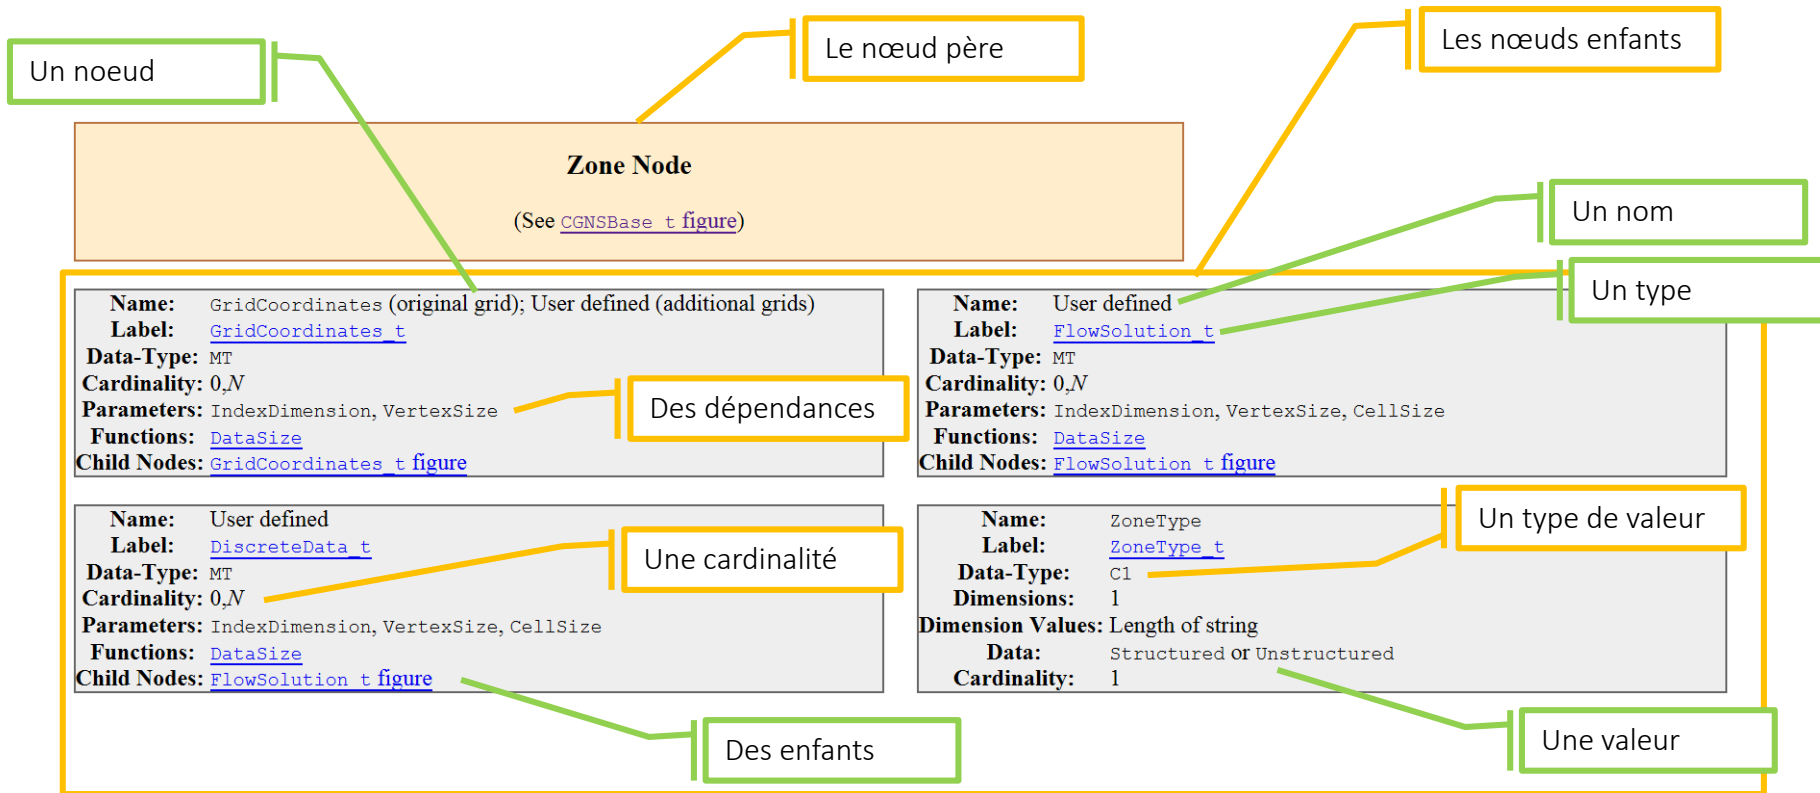 Le nœud père
Les nœuds enfants
Un noeud
Zone Node
(See CGNSBase_t figure)
Un nom
Un type
Name: GridCoordinates (original grid); User defined (additional grids)
Label: GridCoordinates_t
Data-Type: MT
Cardinality: 0,N
Parameters: IndexDimension, VertexSize
Functions: DataSize
Child Nodes: GridCoordinates_t figure
Des dépendances
Name: User defined
Label: FlowSolution_t
Data-Type: MT
Cardinality: 0,N
Parameters: IndexDimension, VertexSize, CellSize
Functions: DataSize
Child Nodes: FlowSolution_t figure
Name: User defined
Label: DiscreteData_t
Data-Type: MT
Cardinality: 0,N
Parameters: IndexDimension, VertexSize, CellSize
Functions: DataSize
Child Nodes: FlowSolution_t figure
Une cardinalité
Des enfants
Name: ZoneType
Label: ZoneType_t
Data-Type: C1
Dimensions: 1
Dimension Values: Length of string
Data: Structured or Unstructured
Cardinality: 1
Un type de valeur
Une valeur